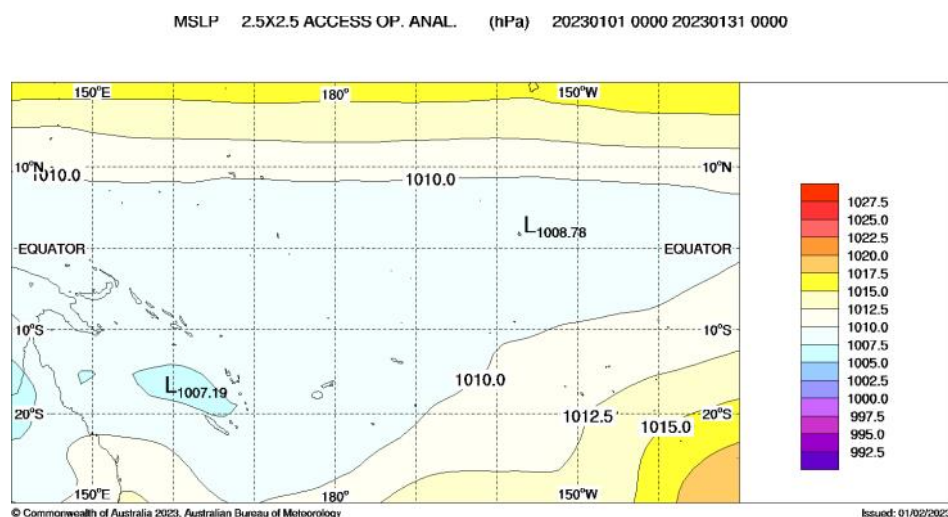 MSLP 2.5X2.5 ACCESS OP. ANAL. (hPa) 20230101 0000 20230131 0000
150°E 180° 150°W
10°N 10°N
1010.0 1010.0
L 1008.78
EQUATOR EQUATOR
10°S 10°S
1010.0
L 1007.19
20°S 1012.5 1015.0 20°S
150°E 180° 150°W
1027.5
1025.0
1022.5
1020.0
1017.5
1015.0
1012.5
1010.0
1007.5
1005.0
1002.5
1000.0
997.5
995.0
992.5
© Commonwealth of Australia 2023, Australian Bureau of Meteorology
Issued: 01/02/2023